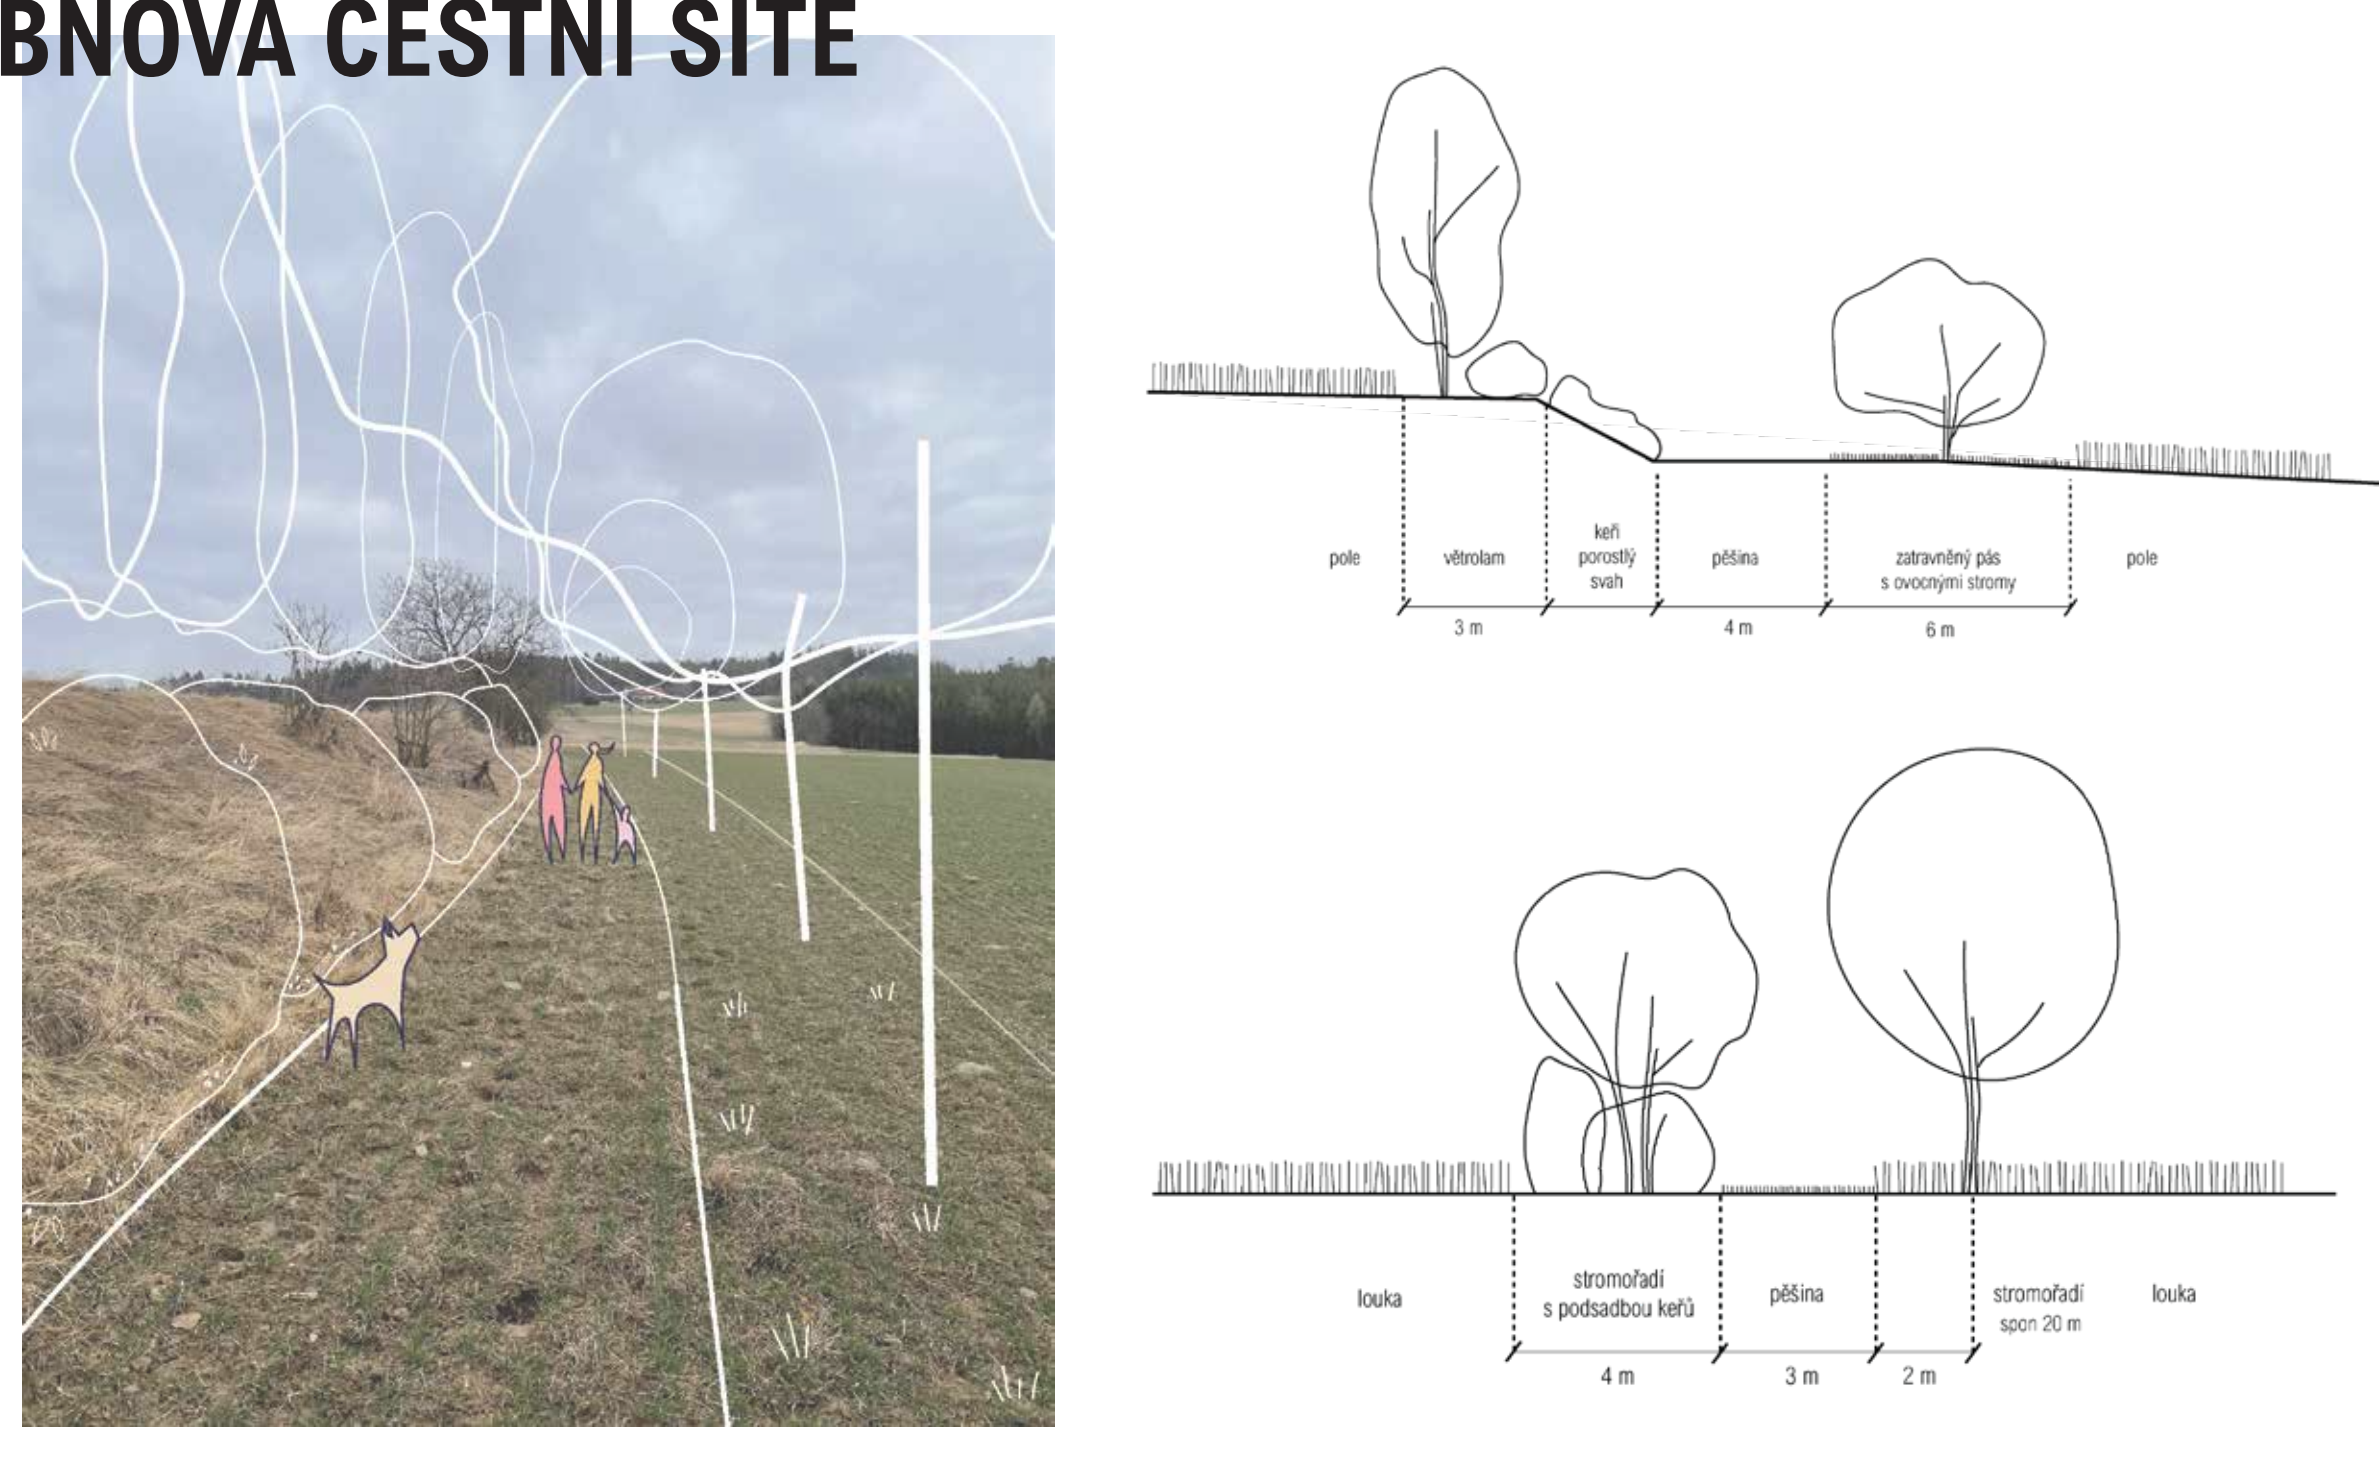 BNOVA CESTNÍ SÍTĚ
pole
větrolam
keři
porostlý
svah
pěšina
zatravněný pás
s ovocnými stromy
pole
3 m
4 m
6 m
louka
stromořadí
s podsadbou keřů
pěšina
stromořadí
spon 20 m
louka
4 m
3 m
2 m